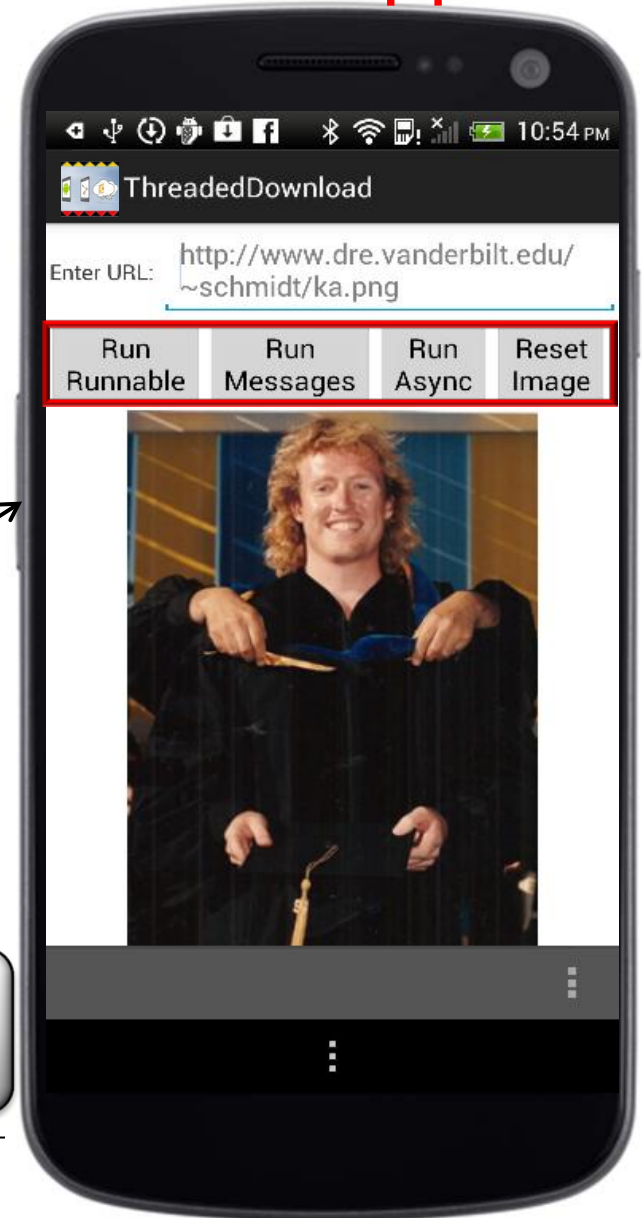 10:54 PM
ThreadedDownload
Enter URL:
http://www.dre.vanderbilt.edu/
~schmidt/ka.png
Run Runnable
Run Messages
Run Async
Reset Image